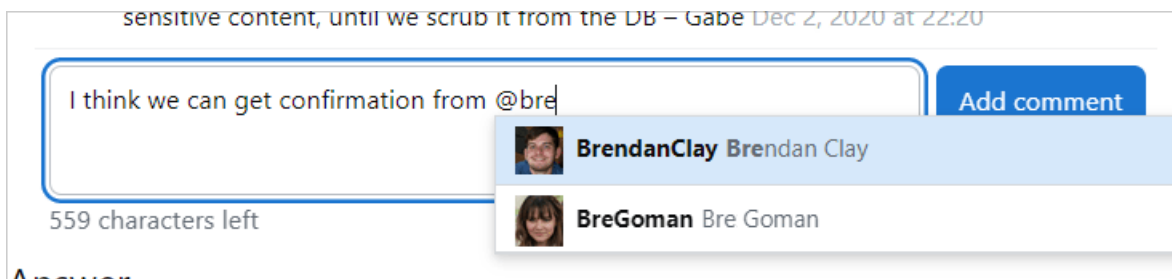 sensitive content, until we scrub it from the DB – Gabe Dec 2, 2020 at 22:20
I think we can get confirmation from @bre
Add comment
BrendanClay Brendan Clay
BreGoman Bre Goman
559 characters left
Answer